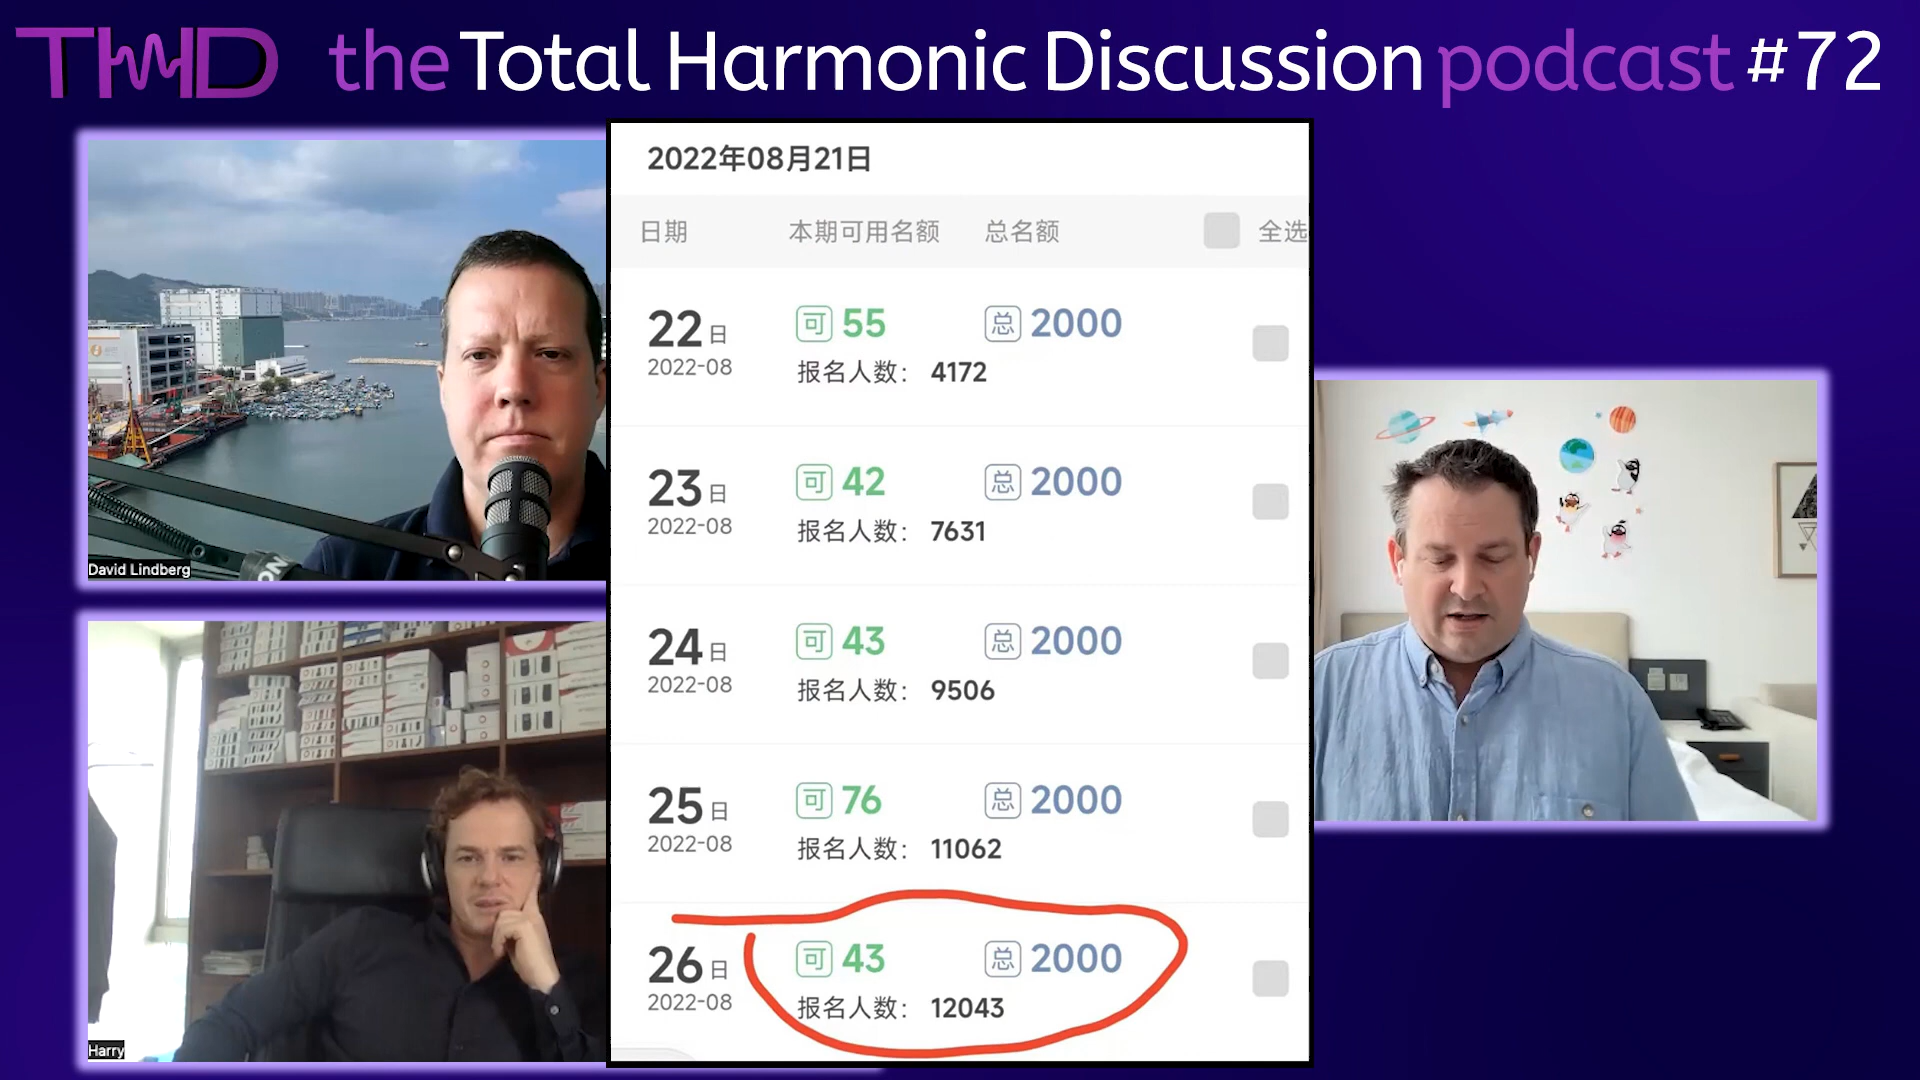 THD the Total Harmonic Discussion podcast #72
2022年08月21日
日期 本期可用名额 总名额 全选
22日 可 55 总 2000
2022-08 报名人数： 4172
23日 可 42 总 2000
2022-08 报名人数： 7631
24日 可 43 总 2000
2022-08 报名人数： 9506
25日 可 76 总 2000
2022-08 报名人数： 11062
26日 可 43 总 2000
2022-08 报名人数： 12043
David Lindberg
ON
Harry